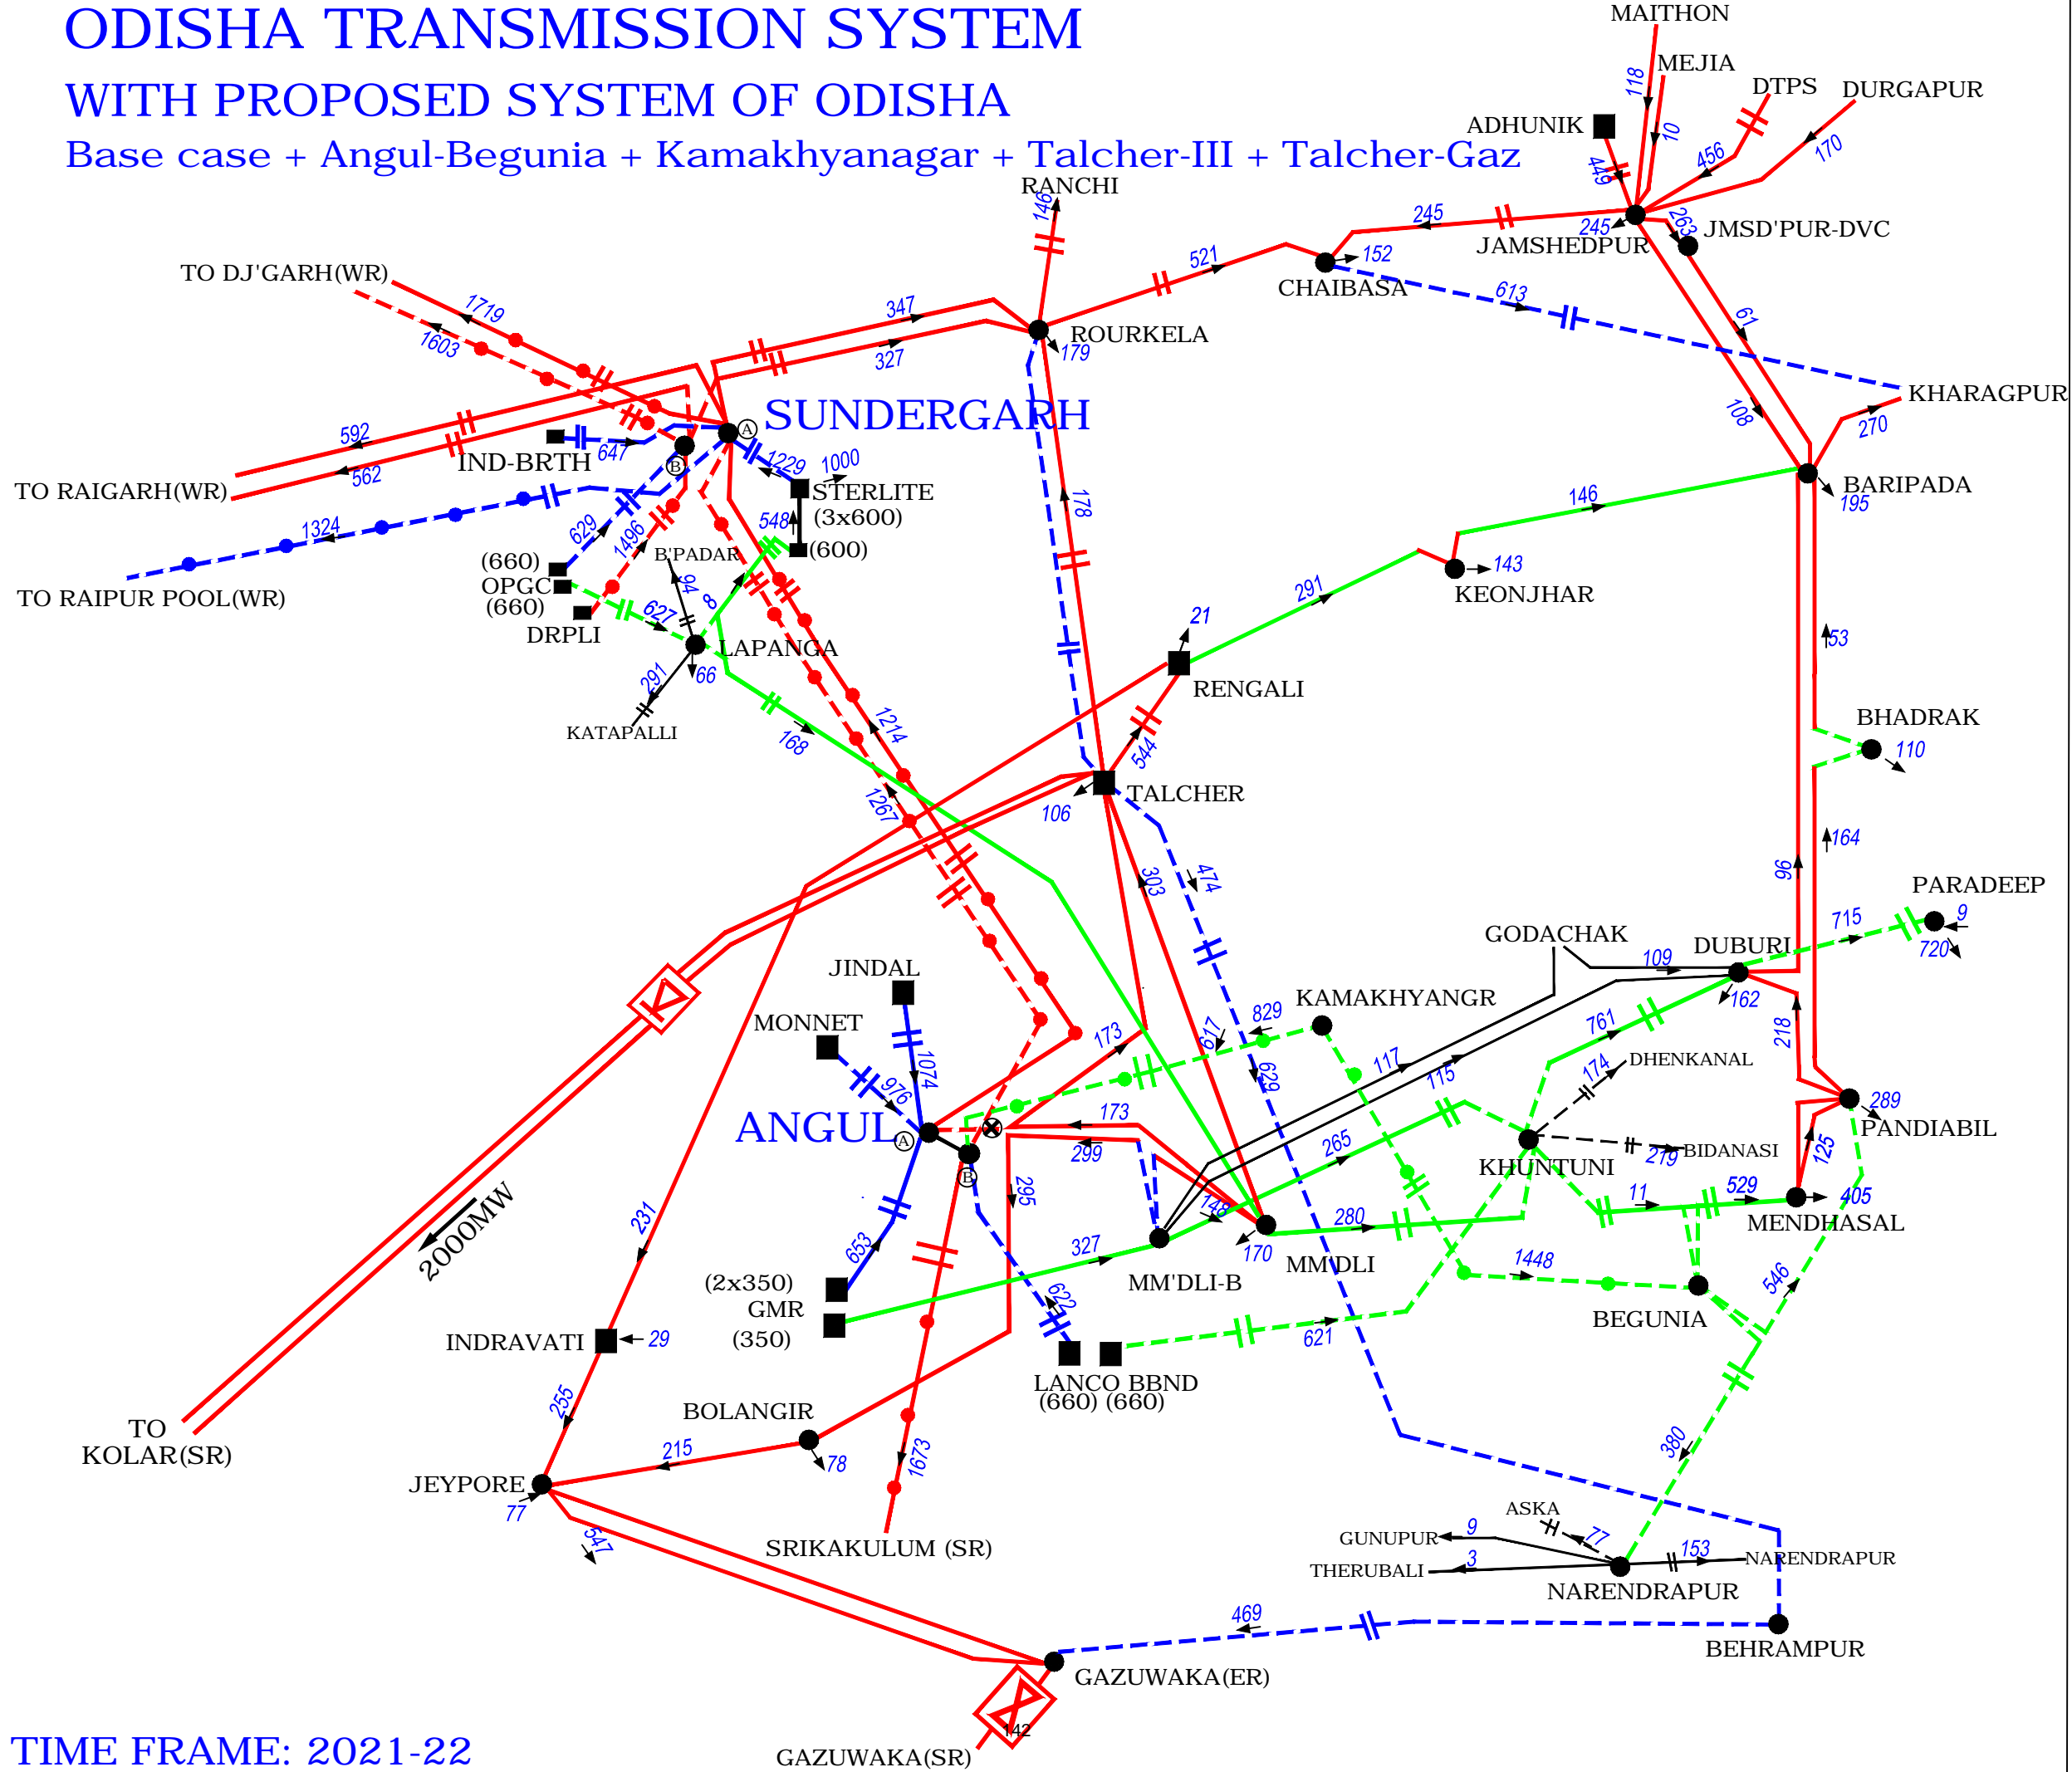 ODISHA TRANSMISSION SYSTEM
WITH PROPOSED SYSTEM OF ODISHA
Base case + Angul-Begunia + Kamakhyanagar + Talcher-III + Talcher-Gaz
MAITHON
MEJIA
DTPS
DURGAPUR
ADHUNIK
118
10
456
170
449
RANCHI
146
245
245
263
JMSD'PUR-DVC
JAMSHEDPUR
TO DJ'GARH(WR)
1719
1603
521
152
CHAIBASA
613
347
327
ROURKELA
179
61
108
KHARAGPUR
270
SUNDERGARH
A
B
592
562
TO RAIGARH(WR)
IND-BRTH
647
1229
1000
STERLITE
(3x600)
548
(600)
BARIPADA
195
146
1324
TO RAIPUR POOL(WR)
629
1496
B'PADAR
94
8
(660)
OPGC
(660)
627
DRPLI
LAPANGA
66
291
KATAPALLI
178
143
KEONJHAR
291
21
RENGALI
53
BHADRAK
110
168
1214
1267
544
TALCHER
106
303
474
164
96
PARADEEP
9
715
720
GODACHAK
109
DUBURI
162
JINDAL
MONNET
1074
976
KAMAKHYANGR
829
617
629
173
117
115
761
218
174
DHENKANAL
ANGUL
A
B
173
299
265
KHUNTUNI
219
BIDANASI
289
PANDIABIL
125
295
148
11
529
405
MENDHASAL
280
170
MM'DLI
MM'DLI-B
327
653
231
2000MW
(2x350)
GMR
(350)
622
1448
546
BEGUNIA
621
INDRAVATI
29
LANCO BBND
(660) (660)
255
BOLANGIR
215
78
1673
380
TO
KOLAR(SR)
JEYPORE
77
547
SRIKAKULUM (SR)
ASKA
77
GUNUPUR
9
153
NARENDRAPUR
THERUBALI
3
NARENDRAPUR
469
BEHRAMPUR
GAZUWAKA(ER)
142
GAZUWAKA(SR)
TIME FRAME: 2021-22